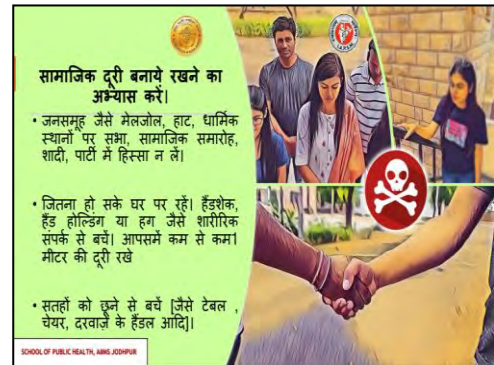 सामाजिक दूरी बनाये रखने का
अभ्यास करें।
• जनसमूह जैसे मेलजोल, हाट, धार्मिक
स्थानों पर सभा, सामाजिक समारोह,
शादी, पार्टी में हिस्सा न लें।
• जितना हो सके घर पर रहें। हैंडशेक,
हैंड होल्डिंग या हग जैसे शारीरिक
संपर्क से बचें। आपसमें कम से कम1
मीटर की दूरी रखे
• सतहों को छूने से बचें [जैसे टेबल ,
चेयर, दरवाज़े के हैंडल आदि]।
SCHOOL OF PUBLIC HEALTH, AIIMS JODHPUR